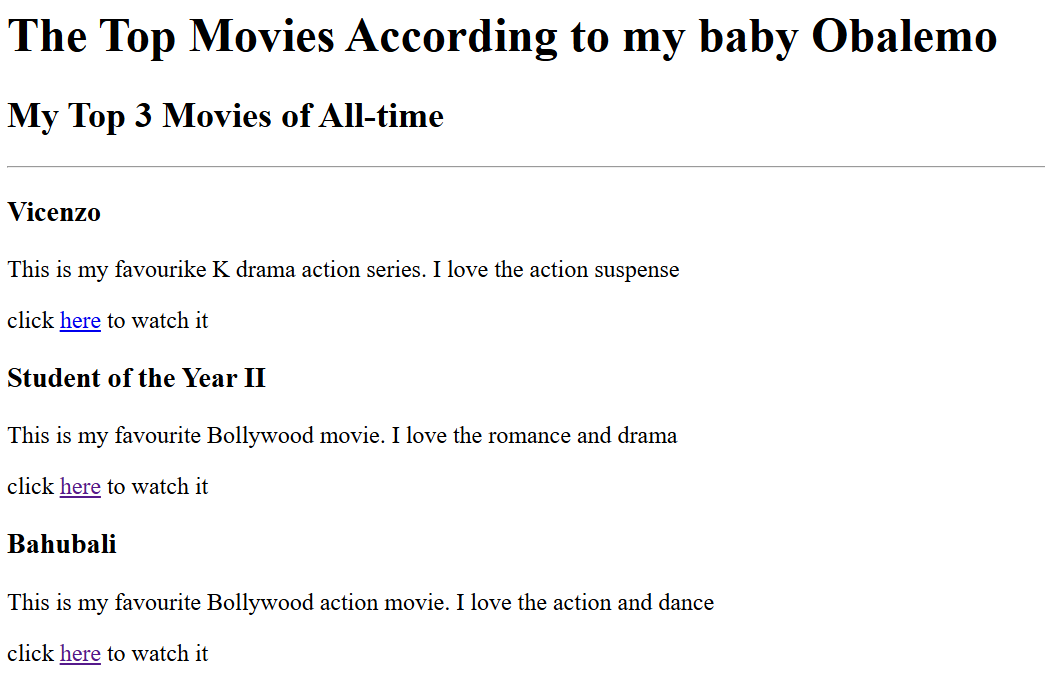 The Top Movies According to my baby Obalemo
My Top 3 Movies of All-time
Vicenzo
This is my favourike K drama action series. I love the action suspense
click here to watch it
Student of the Year II
This is my favourite Bollywood movie. I love the romance and drama
click here to watch it
Bahubali
This is my favourite Bollywood action movie. I love the action and dance
click here to watch it